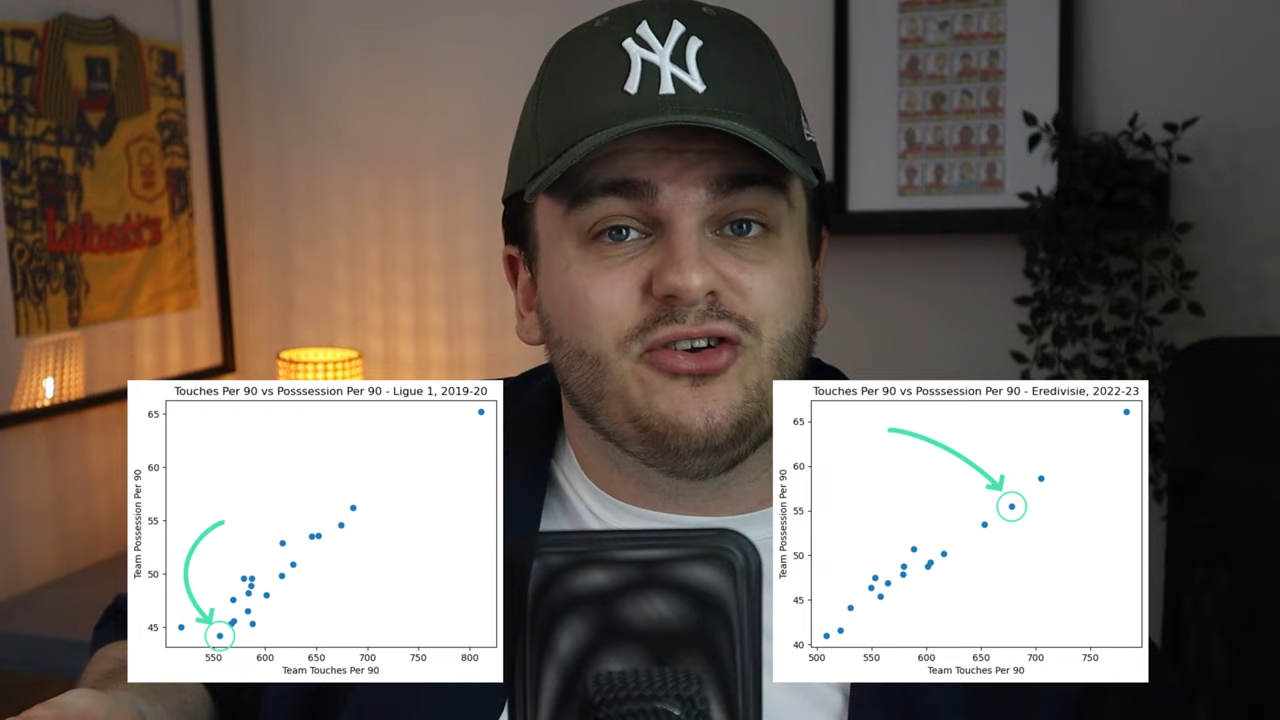 NY
Labatt's
Touches Per 90 vs Posssession Per 90 - Ligue 1, 2019-20
65
60
55
50
45
Team Possession Per 90
550 600 650 700 750 800
Team Touches Per 90
Touches Per 90 vs Posssession Per 90 - Eredivisie, 2022-23
65
60
55
50
45
40
Team Possession Per 90
500 550 600 650 700 750
Team Touches Per 90